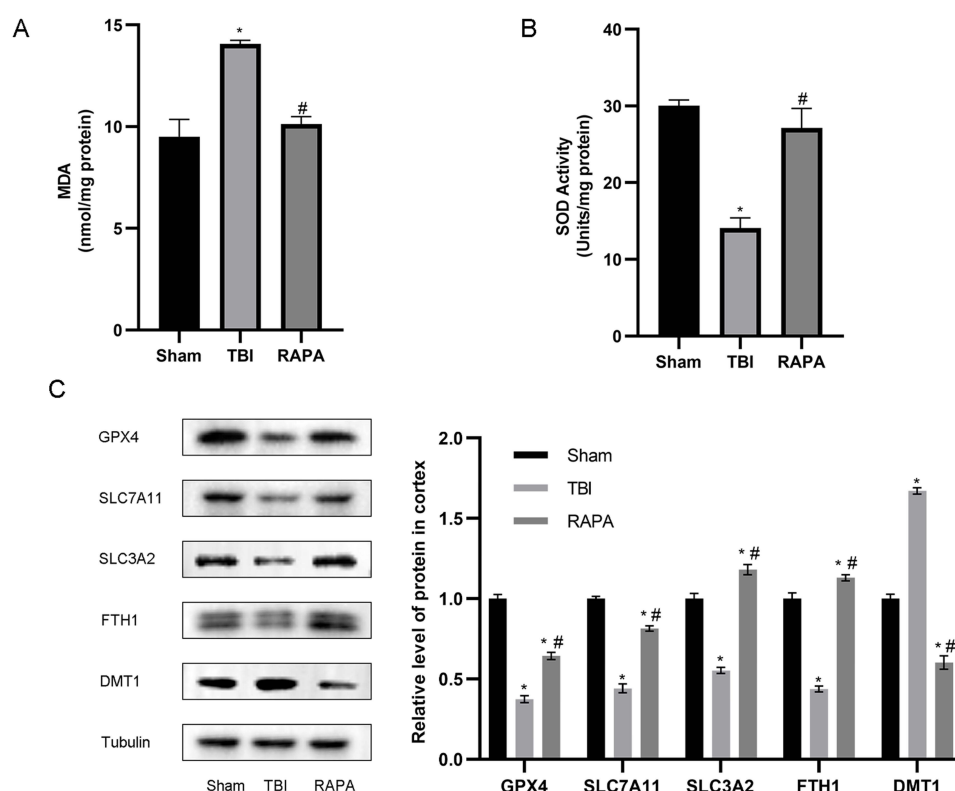 A
MDA
(nmol/mg protein)
15
10
5
0
*
#
Sham TBI RAPA
B
SOD Activity
(Units/mg protein)
40
30
20
10
0
*
#
Sham TBI RAPA
C
GPX4
SLC7A11
SLC3A2
FTH1
DMT1
Tubulin
Sham TBI RAPA
Relative level of protein in cortex
2.0
1.5
1.0
0.5
0.0
Sham
TBI
RAPA
* * #
* * #
* * #
* * #
* * #
GPX4 SLC7A11 SLC3A2 FTH1 DMT1